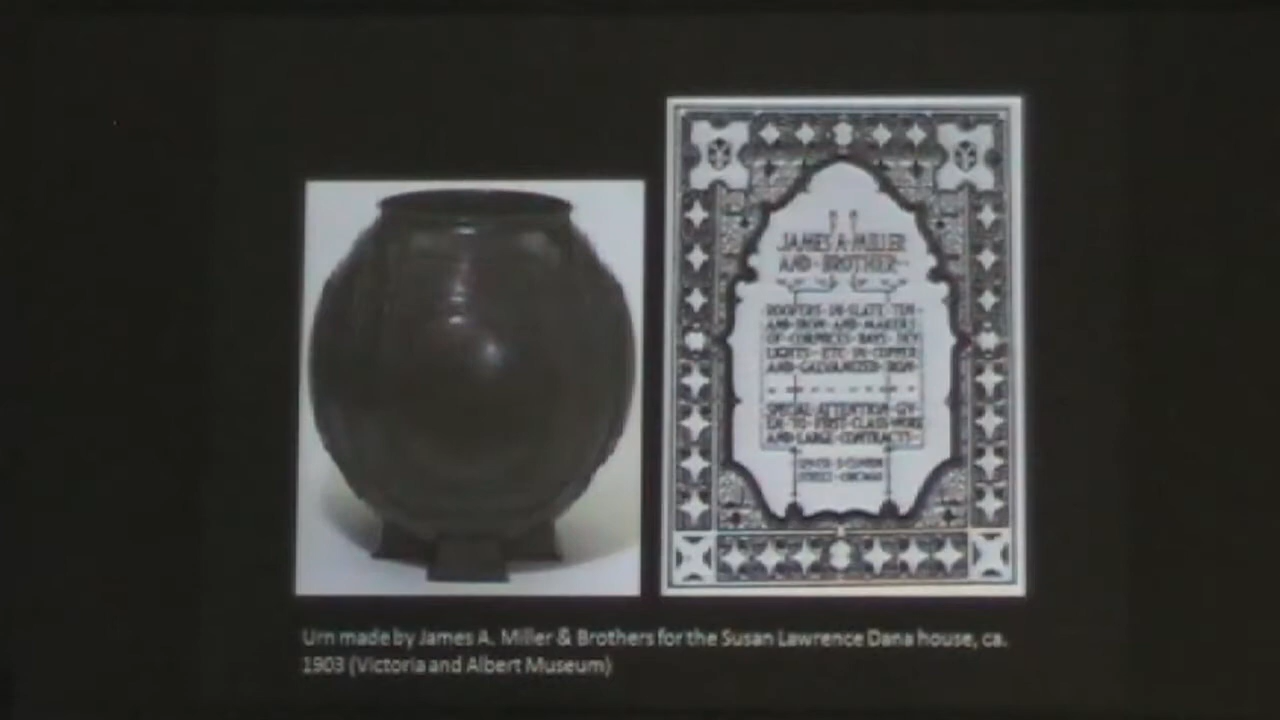 JAMES A·MILLER
AND·BROTHER
ROOFERS·IN·SLATE·TIN·
AND·IRON·AND·MAKERS
OF·CORNICES·BAYS·SKY
LIGHTS·ETC·IN·COPPER
AND·GALVANIZED·IRON·
SPECIAL·ATTENTION·GIV
EN·TO·FIRST·CLASS·WORK
AND·LARGE·CONTRACTS·
STREET·CHICAGO
Urn made by James A. Miller & Brothers for the Susan Lawrence Dana house, ca.
1903 (Victoria and Albert Museum)